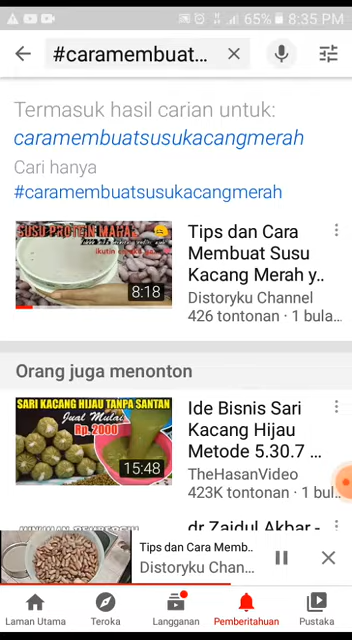 65% 8:35 PM
#caramembuat...
Termasuk hasil carian untuk:
caramembuatsusukacangmerah
Cari hanya
#caramembuatsusukacangmerah
SUSU PROTEIN MAHAL
8:18
Tips dan Cara
Membuat Susu
Kacang Merah y..
Distoryku Channel
426 tontonan · 1 bula...
Orang juga menonton
SARI KACANG HIJAU TANPA SANTAN
Jual Mulai
Rp. 2000
15:48
Ide Bisnis Sari
Kacang Hijau
Metode 5.30.7 ...
TheHasanVideo
423K tontonan · 1 bul..
dr Zaidul Akbar -
Tips dan Cara Memb..
Distoryku Chan...
Laman Utama
Teroka
Langganan
Pemberitahuan
Pustaka